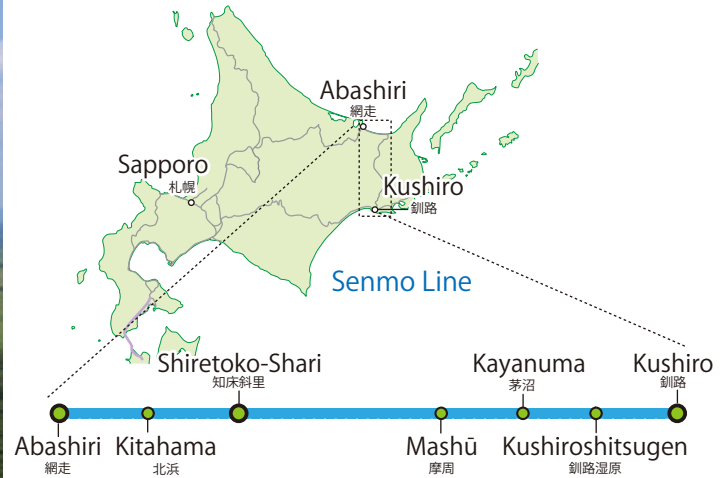 Abashiri
網走
Sapporo
札幌
Kushiro
釧路
Senmo Line
Shiretoko-Shari
知床斜里
Kayanuma
茅沼
Kushiro
釧路
Abashiri
網走
Kitahama
北浜
Mashū
摩周
Kushiroshitsugen
釧路湿原